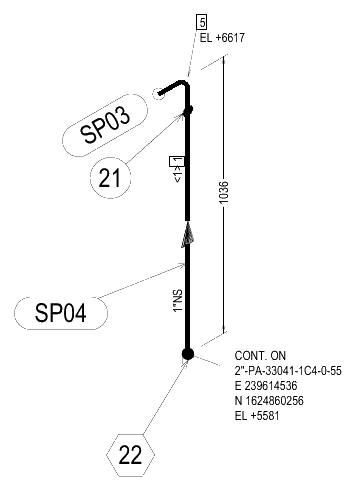 5
EL +6617
SP03
21
<1> 1
1036
SP04
1"NS
CONT. ON
2"-PA-33041-1C4-0-55
E 239614536
N 1624860256
EL +5581
22